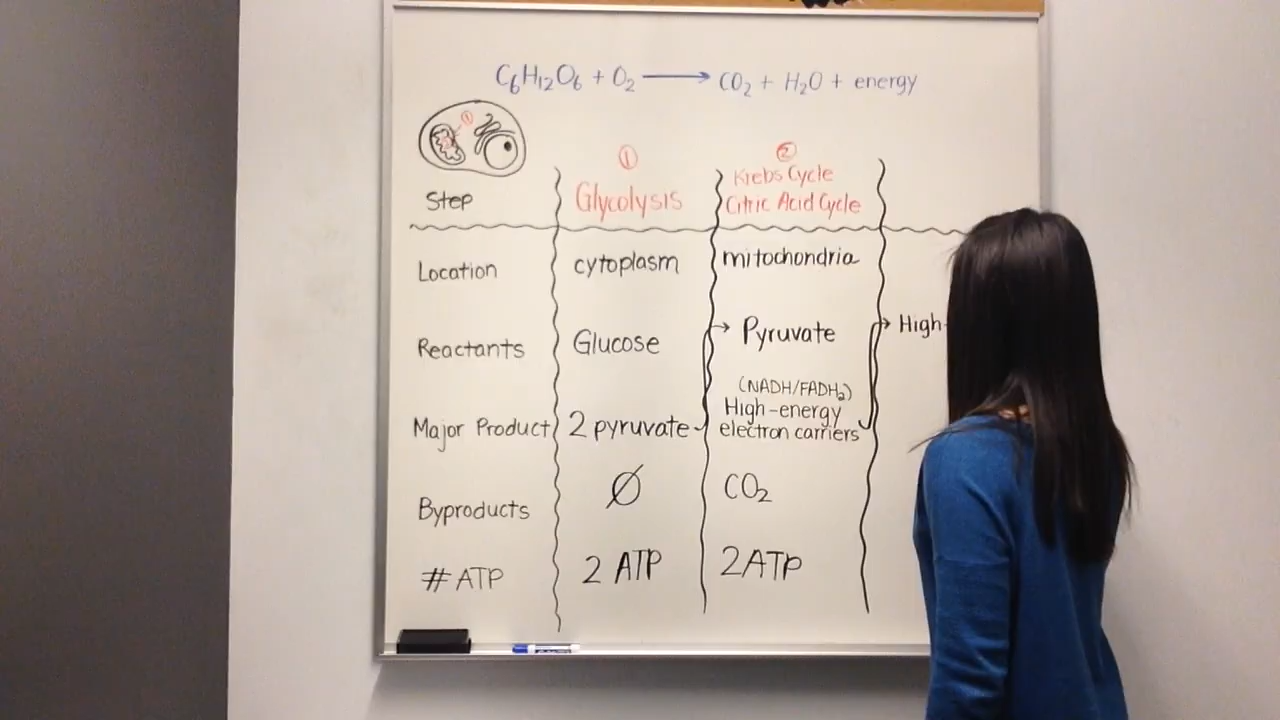 C₆H₁₂O₆ + O₂ ⟶ CO₂ + H₂O + energy
①
① ②
Step Glycolysis Krebs Cycle
Citric Acid Cycle
Location cytoplasm mitochondria
Reactants Glucose → Pyruvate → High-
(NADH/FADH₂)
Major Product 2 pyruvate High-energy
electron carriers
Byproducts Ø CO₂
# ATP 2 ATP 2 ATP